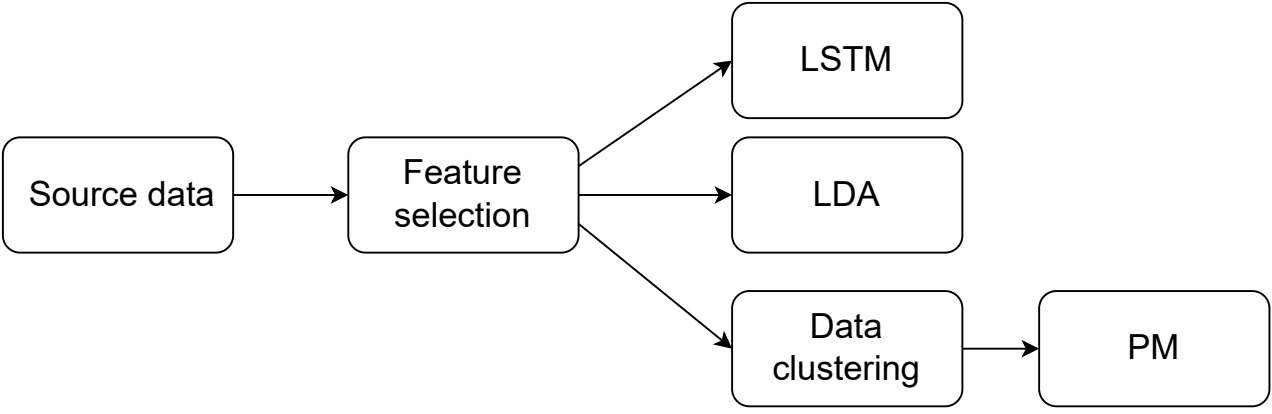 Source data
Feature
selection
LSTM
LDA
Data
clustering
PM